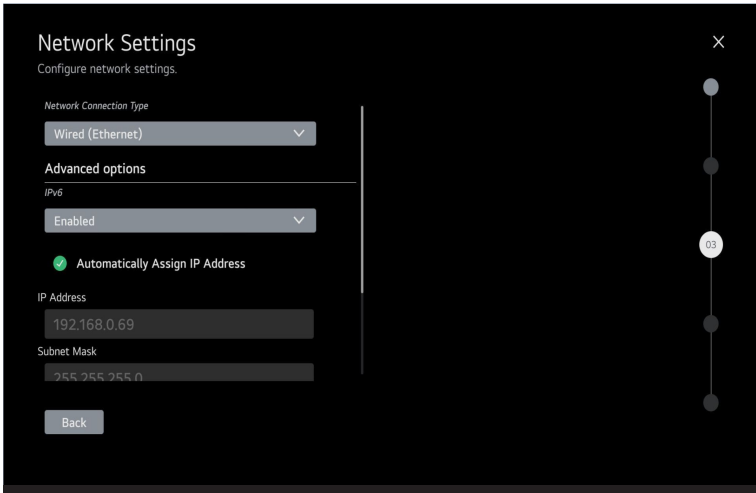 Network Settings
Configure network settings.
Network Connection Type
Wired (Ethernet)
Advanced options
IPv6
Enabled
Automatically Assign IP Address
IP Address
192.168.0.69
Subnet Mask
255.255.255.0
Back
03